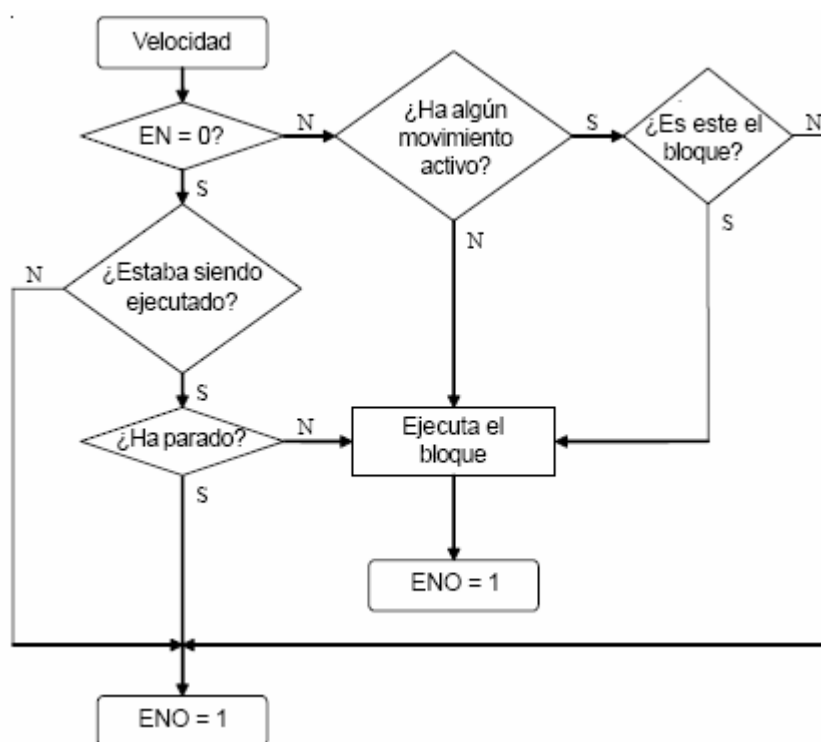 Velocidad
EN = 0?
N
¿Ha algún
movimiento
activo?
S
¿Es este el
bloque?
N
S
S
N
N
¿Estaba siendo
ejecutado?
S
¿Ha parado?
N
Ejecuta el
bloque
S
ENO = 1
ENO = 1